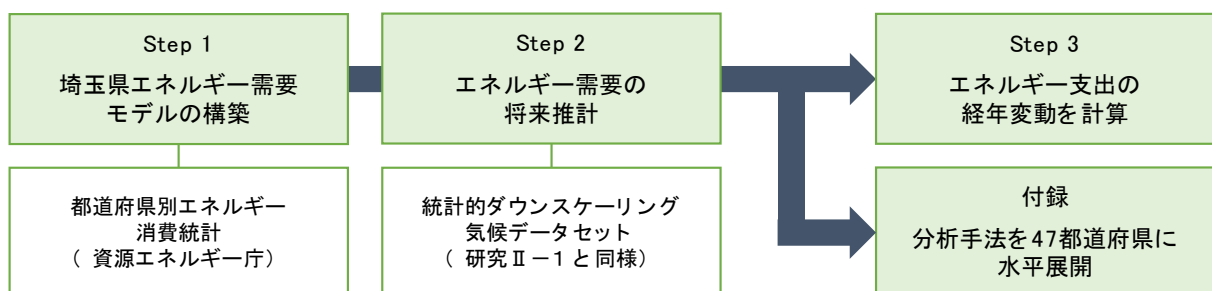 Step 1
埼玉県エネルギー需要
モデルの構築
Step 2
エネルギー需要の
将来推計
Step 3
エネルギー支出の
経年変動を計算
都道府県別エネルギー
消費統計
( 資源エネルギー庁)
統計的ダウンスケーリング
気候データセット
( 研究Ⅱ-1と同様)
付録
分析手法を47都道府県に
水平展開